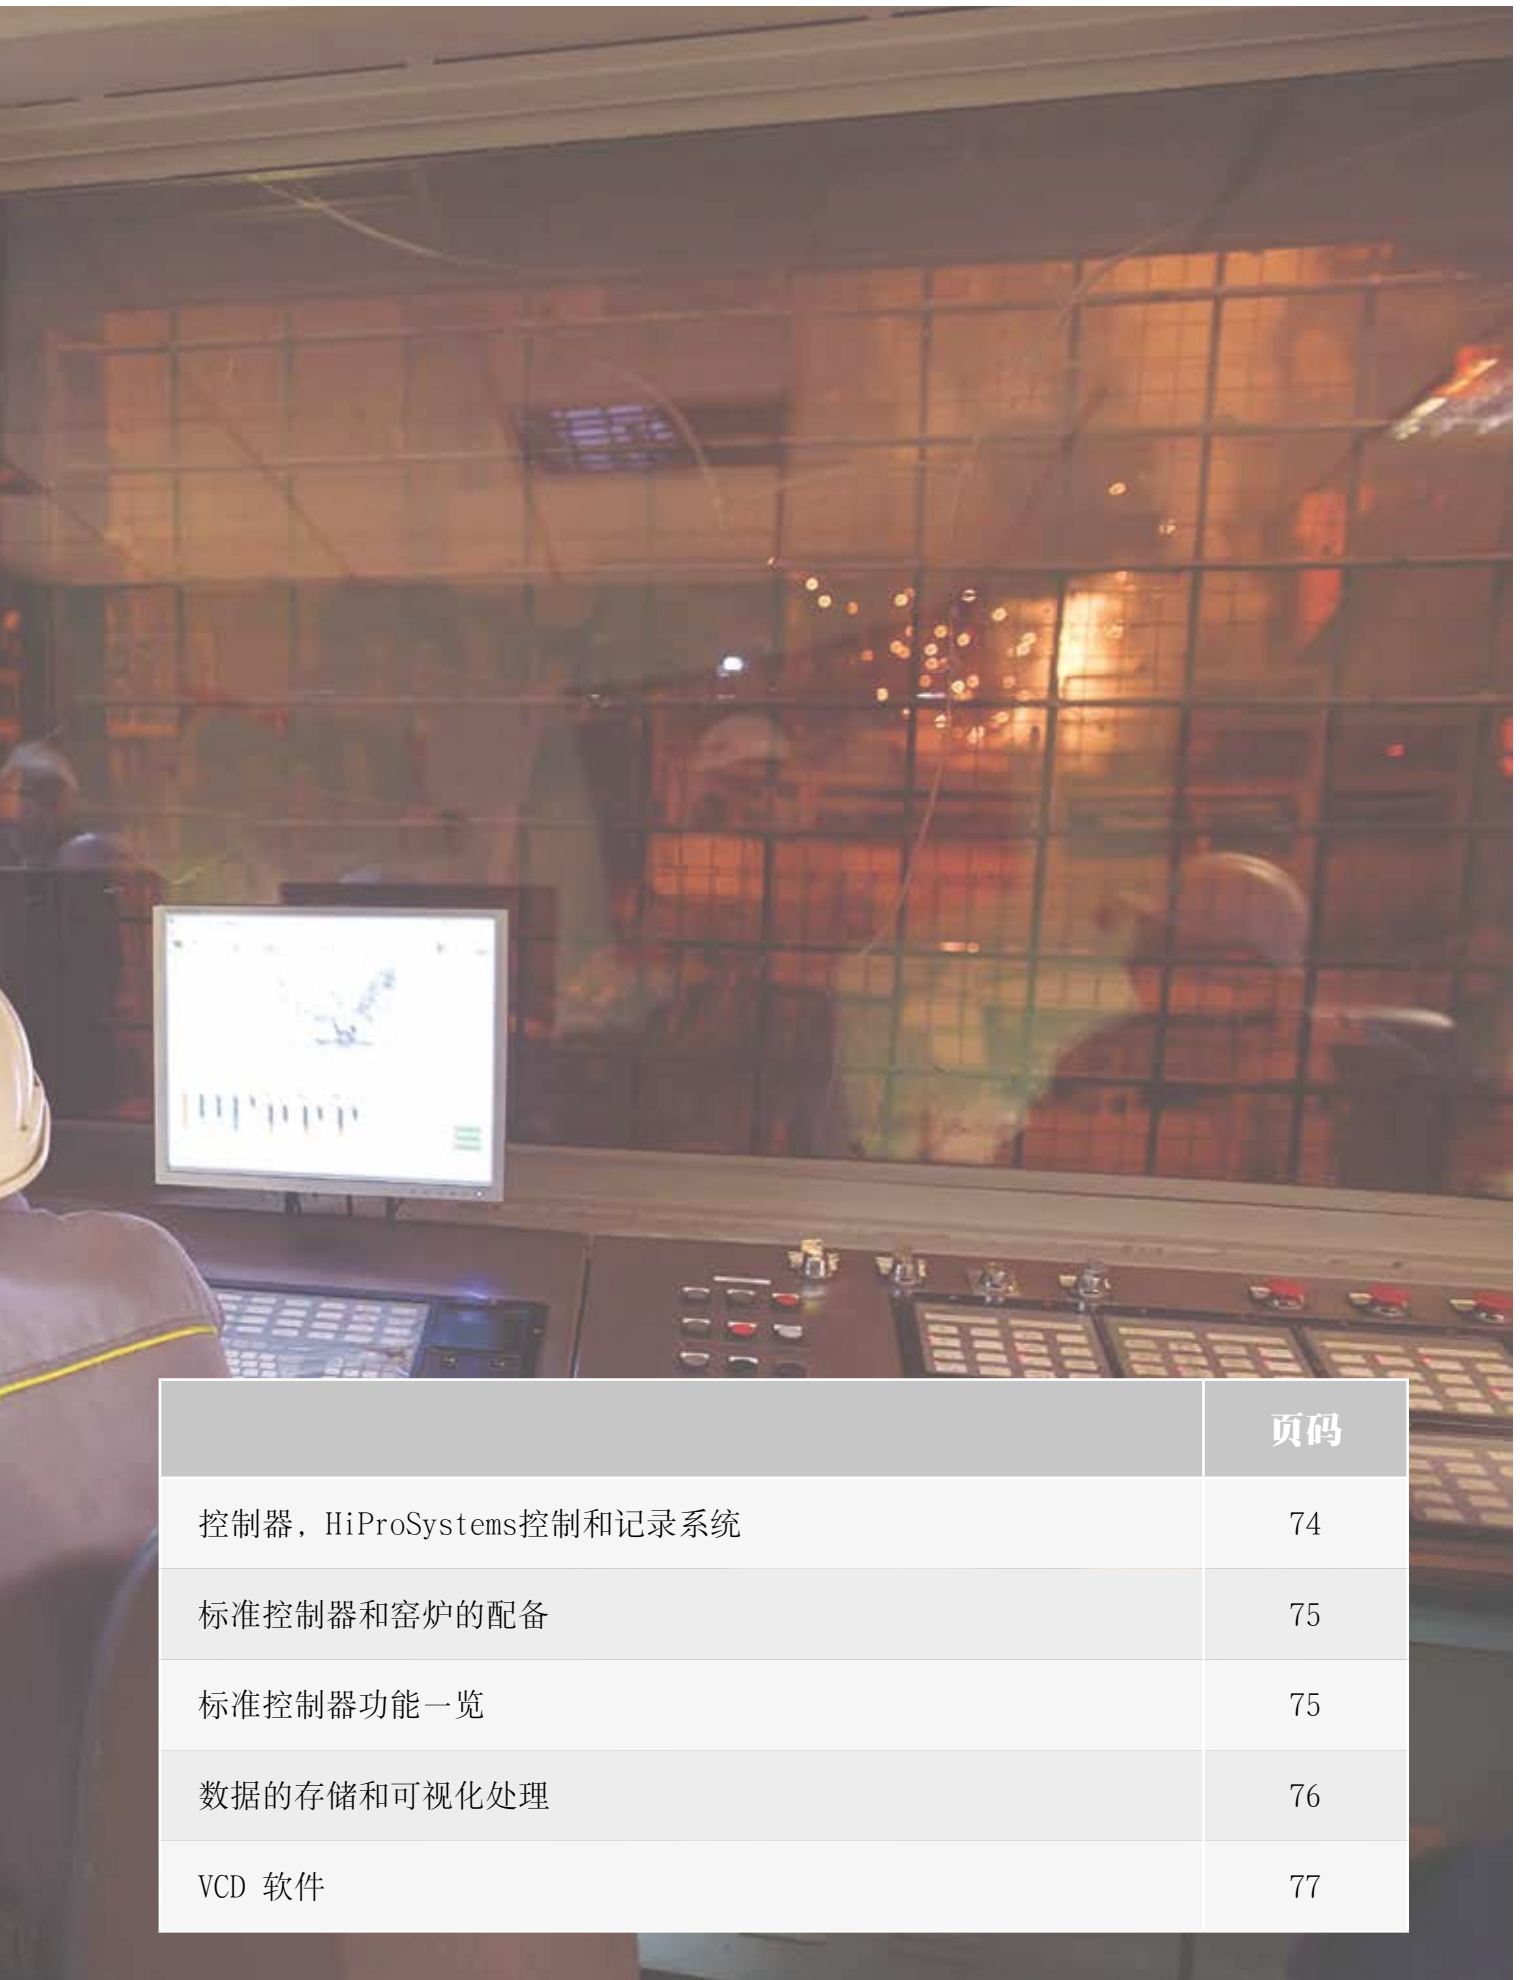 页码
控制器, HiProSystems控制和记录系统 74
标准控制器和窑炉的配备 75
标准控制器功能一览 75
数据的存储和可视化处理 76
VCD 软件 77